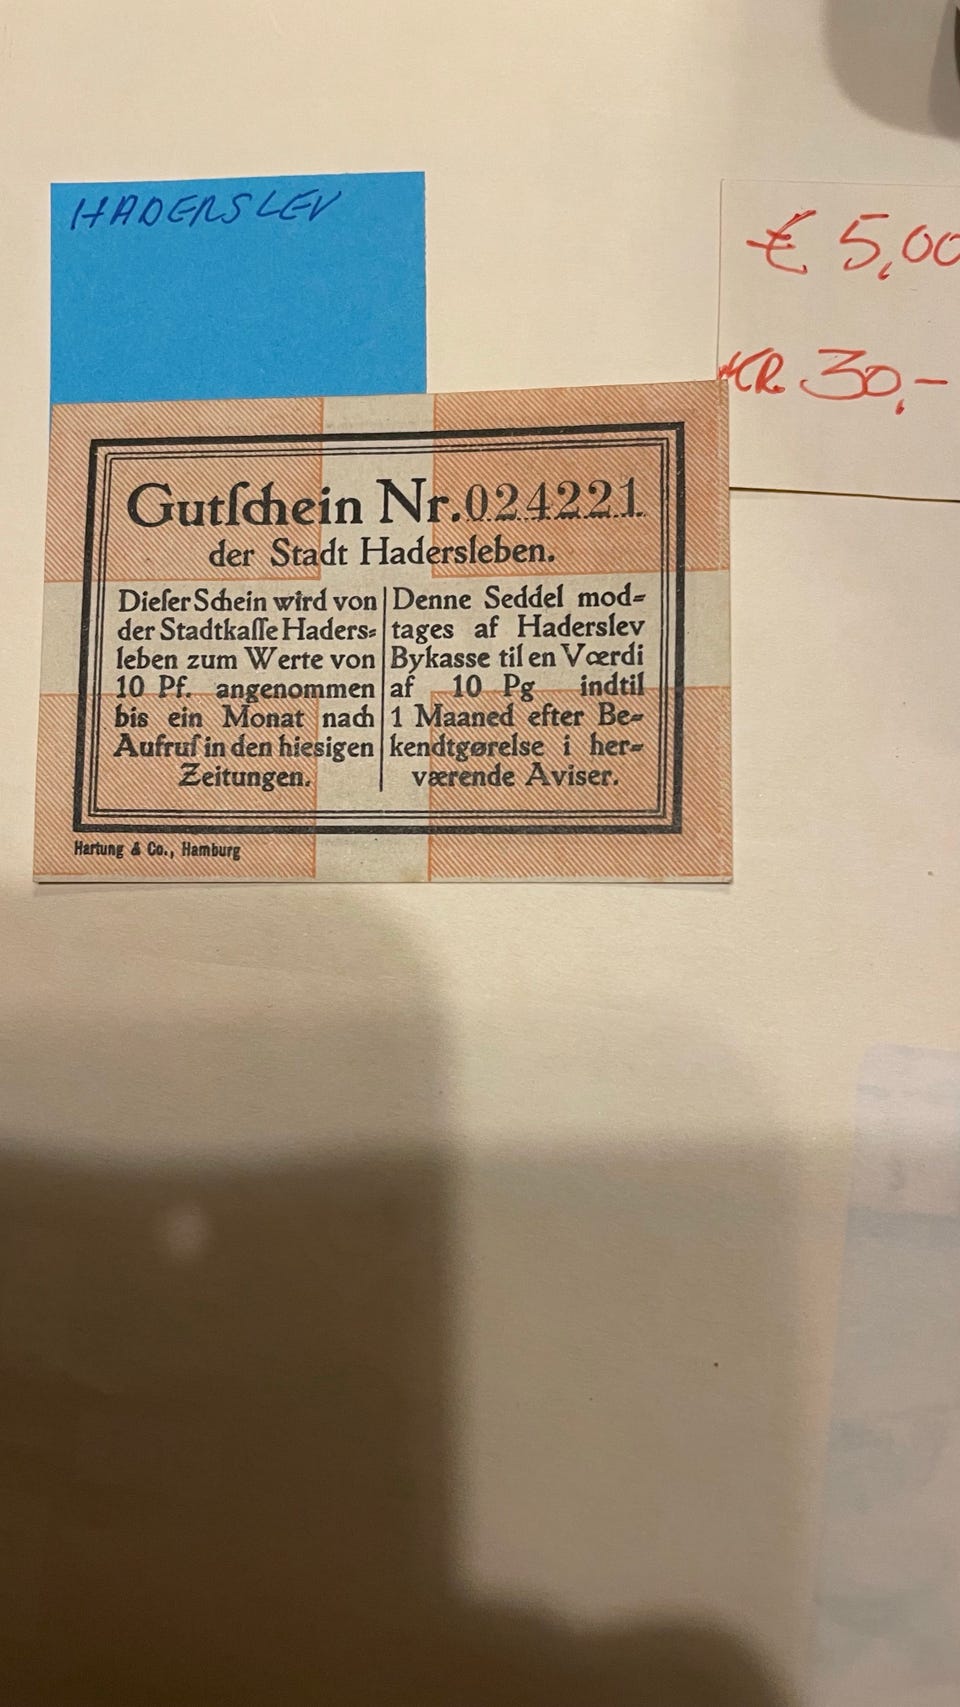 HADERSLEV
€ 5,00
KR. 30,-
Gutſchein Nr. 024221
der Stadt Hadersleben.
Dieſer Schein wird von
der Stadtkaſſe Haders=
leben zum Werte von
10 Pf. angenommen
bis ein Monat nach
Aufruf in den hieſigen
Zeitungen.
Denne Seddel mod=
tages af Haderslev
Bykasse til en Værdi
af 10 Pg indtil
1 Maaned efter Be=
kendtgørelse i her=
værende Aviser.
Hartung & Co., Hamburg